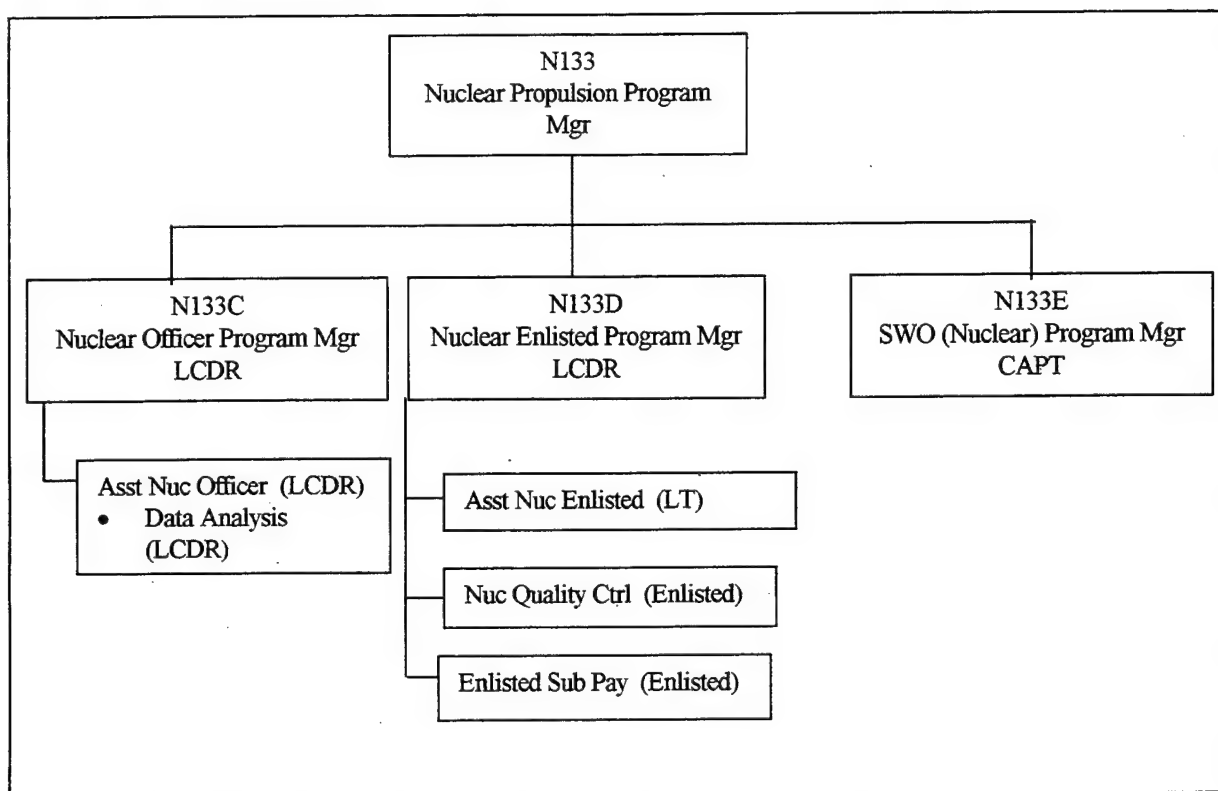 N133
Nuclear Propulsion Program
Mgr
N133C
Nuclear Officer Program Mgr
LCDR
N133D
Nuclear Enlisted Program Mgr
LCDR
N133E
SWO (Nuclear) Program Mgr
CAPT
Asst Nuc Officer (LCDR)
• Data Analysis
(LCDR)
Asst Nuc Enlisted (LT)
Nuc Quality Ctrl (Enlisted)
Enlisted Sub Pay (Enlisted)